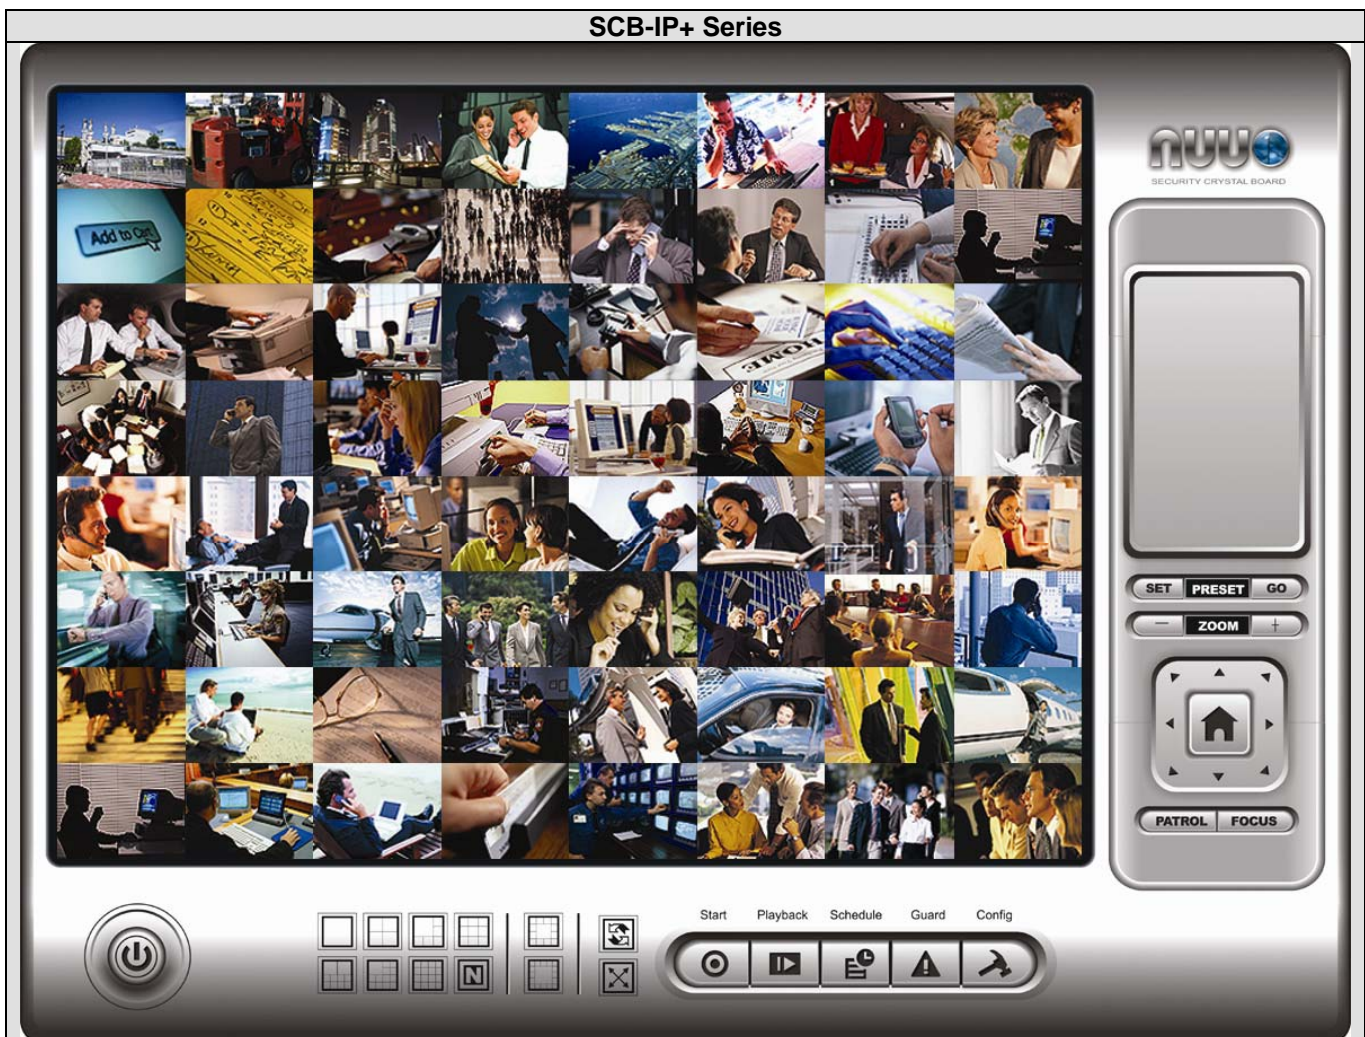 SCB-IP+ Series
NUUO
SECURITY CRYSTAL BOARD
Add to Cart
HOME
SET PRESET GO
— ZOOM +
PATROL FOCUS
Start Playback Schedule Guard Config
N